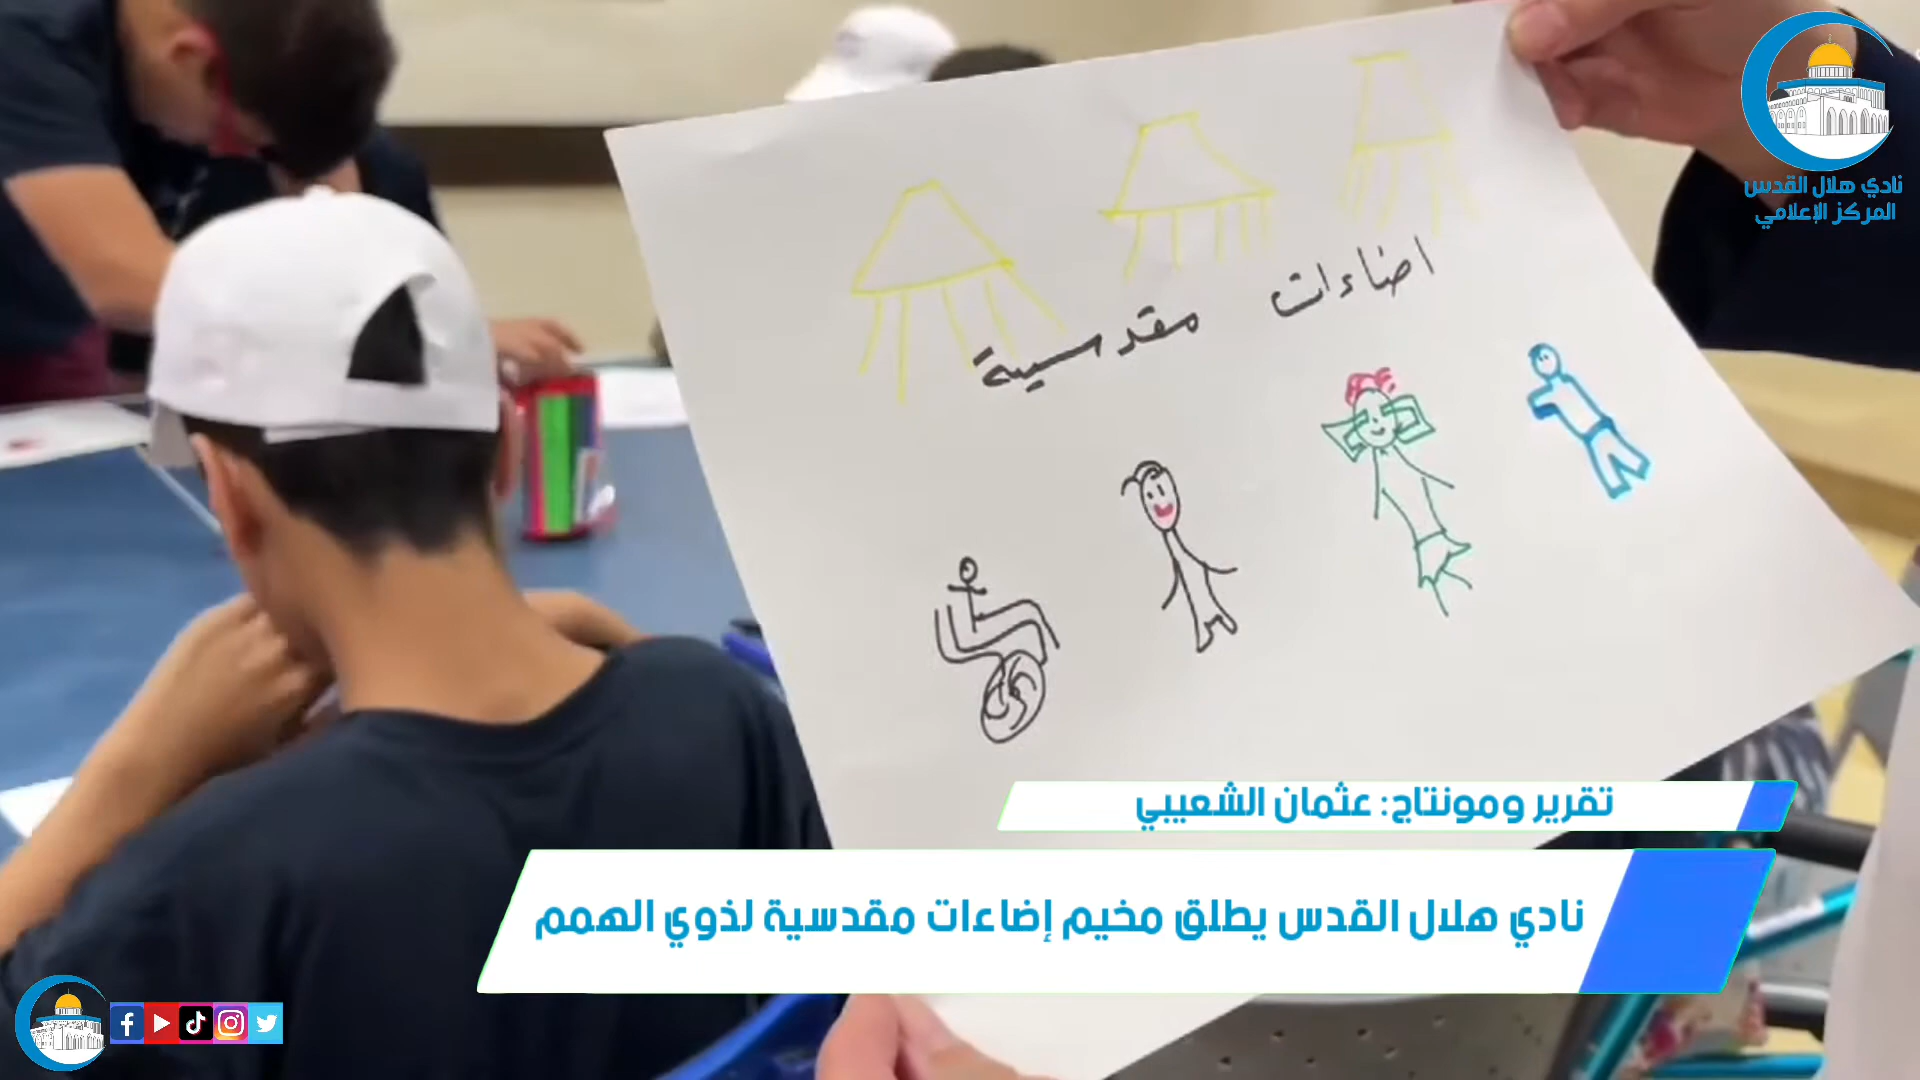 نادي هلال القدس
المركز الإعلامي
اضاءات مقدسية
تقرير ومونتاج: عثمان الشعيبي
نادي هلال القدس يطلق مخيم إضاءات مقدسية لذوي الهمم